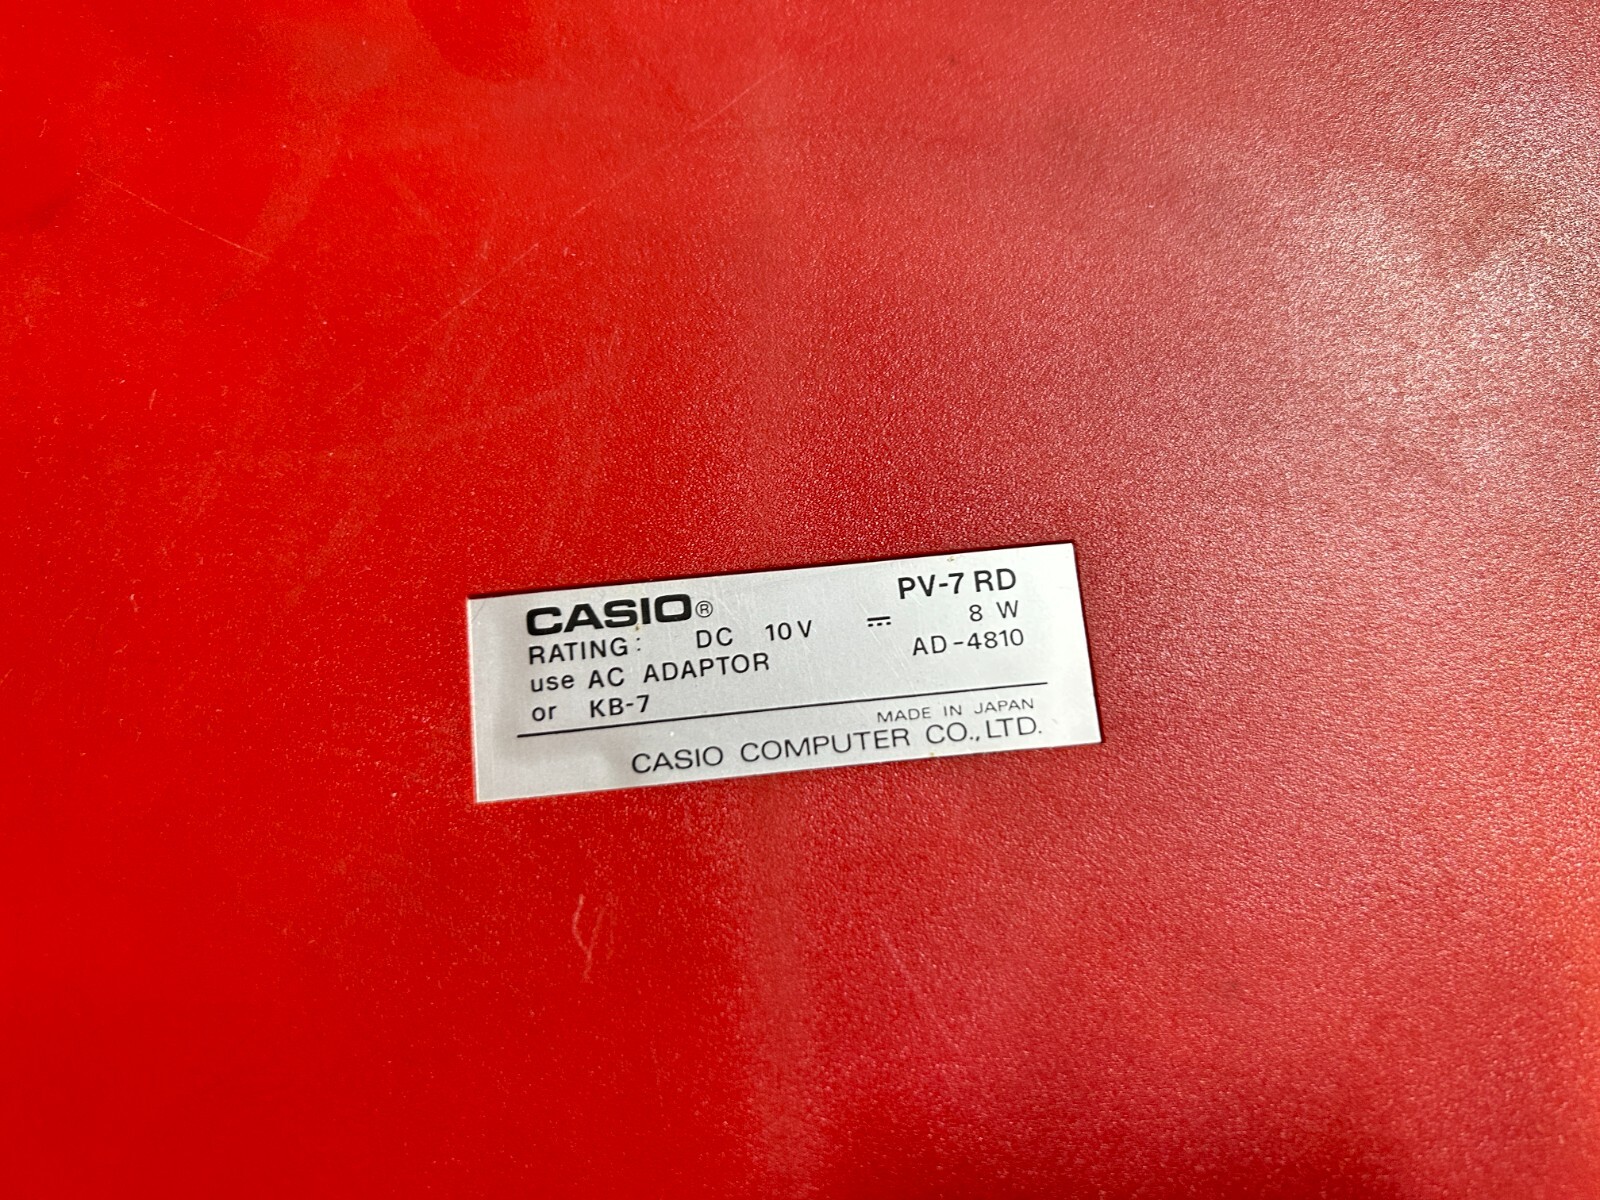 CASIO® PV-7 RD
RATING: DC 10V ⎓ 8 W
use AC ADAPTOR AD-4810
or KB-7
MADE IN JAPAN
CASIO COMPUTER CO.,LTD.